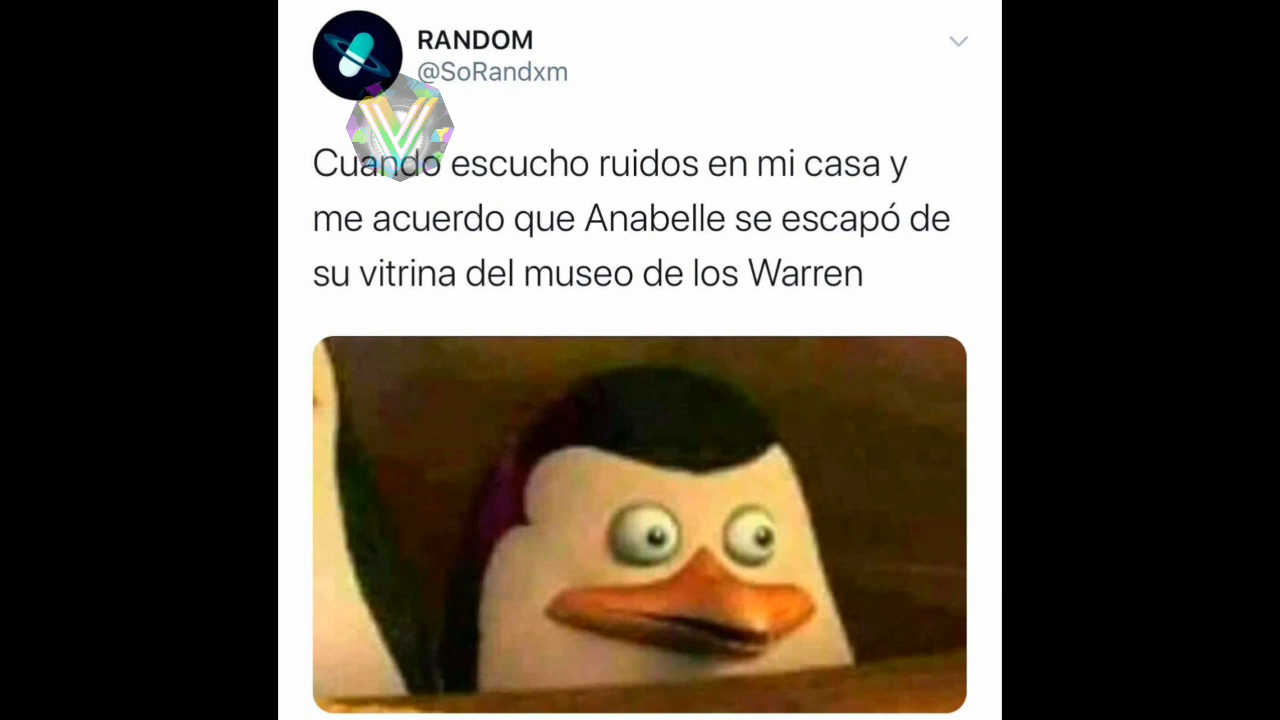 RANDOM
@SoRandxm
Cuando escucho ruidos en mi casa y
me acuerdo que Anabelle se escapó de
su vitrina del museo de los Warren